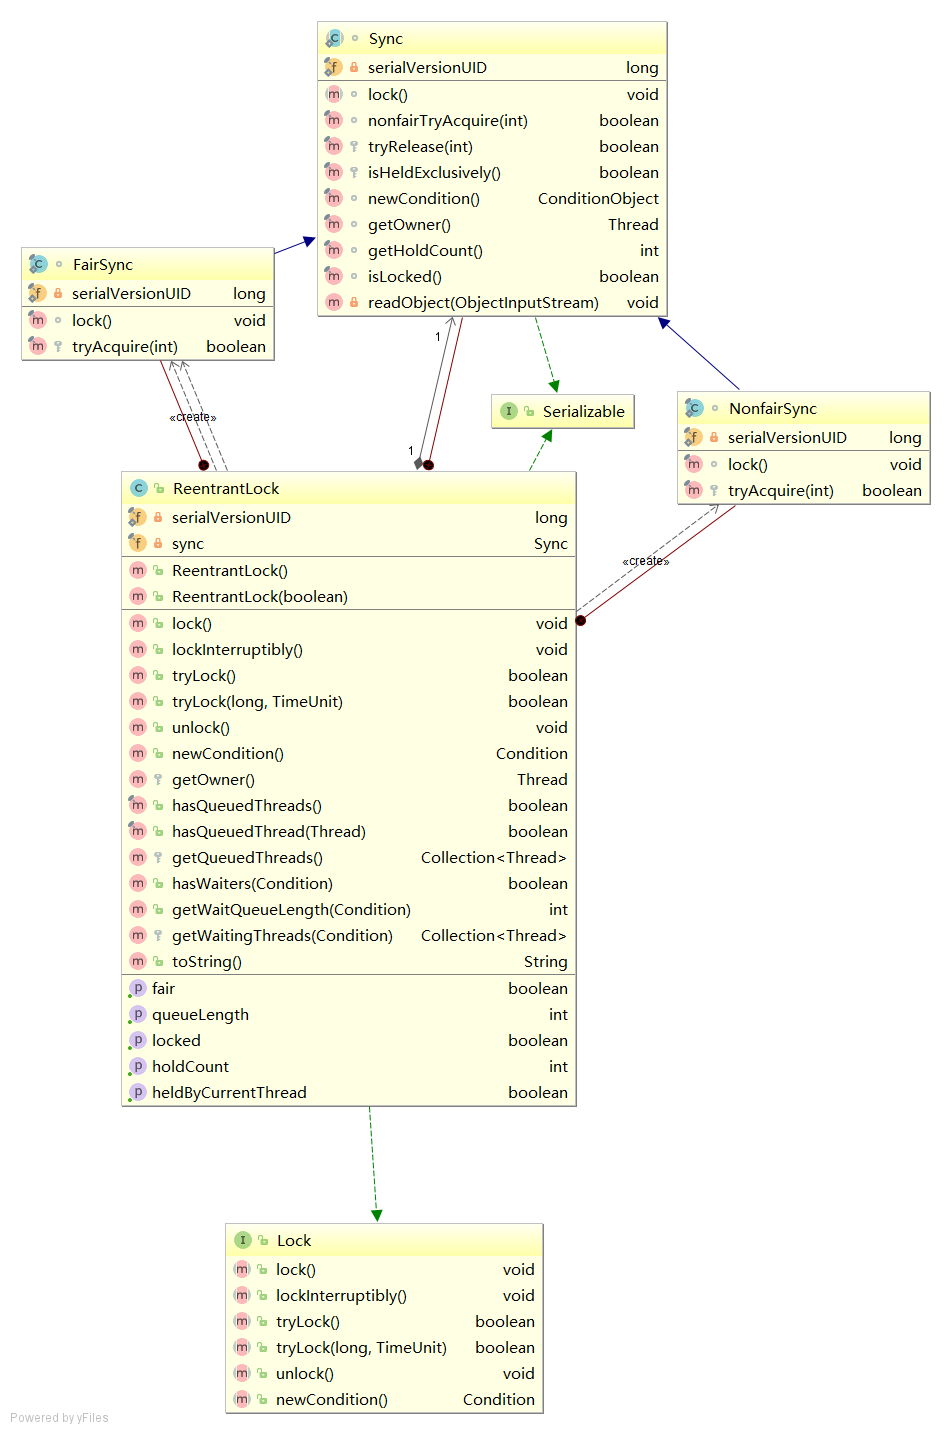 Sync
serialVersionUID long
lock() void
nonfairTryAcquire(int) boolean
tryRelease(int) boolean
isHeldExclusively() boolean
newCondition() ConditionObject
getOwner() Thread
getHoldCount() int
isLocked() boolean
readObject(ObjectInputStream) void
FairSync
serialVersionUID long
lock() void
tryAcquire(int) boolean
1
Serializable
NonfairSync
serialVersionUID long
lock() void
tryAcquire(int) boolean
«create»
1
«create»
ReentrantLock
serialVersionUID long
sync Sync
ReentrantLock()
ReentrantLock(boolean)
lock() void
lockInterruptibly() void
tryLock() boolean
tryLock(long, TimeUnit) boolean
unlock() void
newCondition() Condition
getOwner() Thread
hasQueuedThreads() boolean
hasQueuedThread(Thread) boolean
getQueuedThreads() Collection<Thread>
hasWaiters(Condition) boolean
getWaitQueueLength(Condition) int
getWaitingThreads(Condition) Collection<Thread>
toString() String
fair boolean
queueLength int
locked boolean
holdCount int
heldByCurrentThread boolean
Lock
lock() void
lockInterruptibly() void
tryLock() boolean
tryLock(long, TimeUnit) boolean
unlock() void
newCondition() Condition
Powered by yFiles